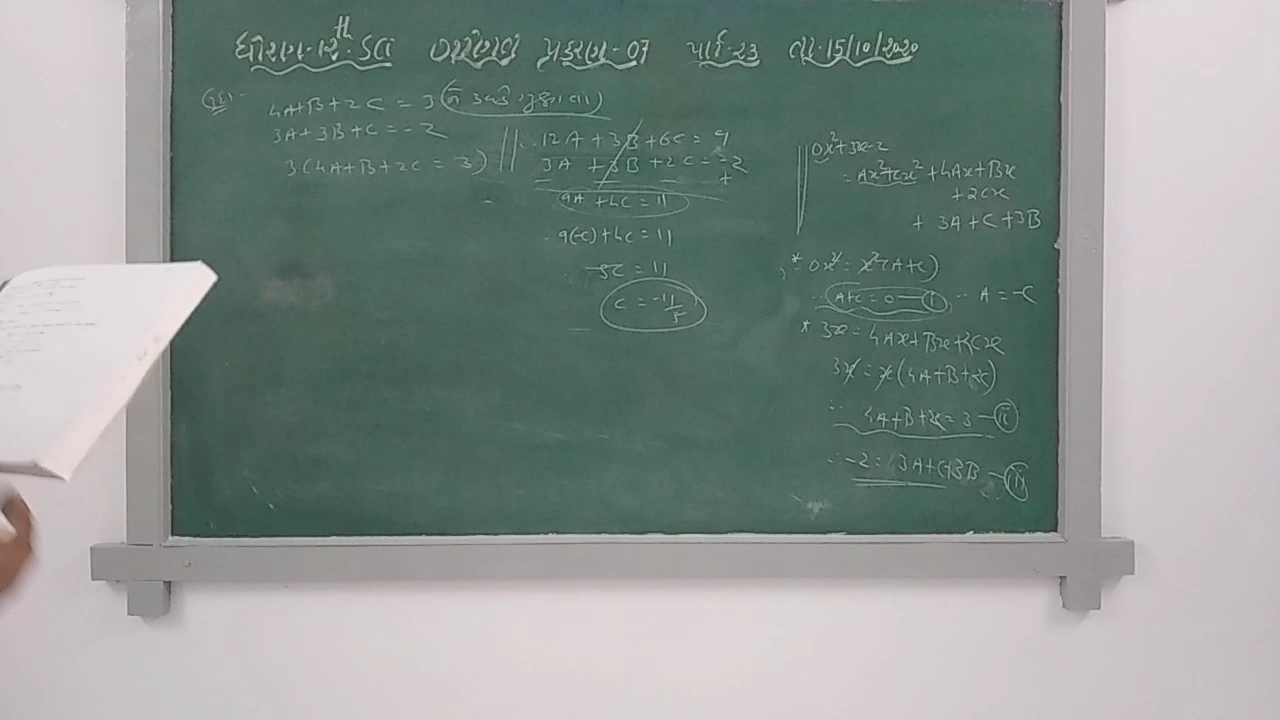 ધોરણ-12th. ગણિત પ્રકરણ-07 પાર્ટ-23 તા.15/10/2020
4A+B+2C = 3
3A+3B+C = -2
3(4A+B+2C = 3)
∴ 12A + 3B + 6C = 9
3A + 3B + 2C = -2
+
9A + 4C = 11
9(-C) + 4C = 11
-5C = 11
C = -11/5
0x²+3x-2
= Ax²+Cx² + 4Ax + Bx
+ 2Cx
+ 3A + C + 3B
* 0x² = x²(A+C)
∴ A+C = 0 — i ∴ A = -C
* 3x = 4Ax + Bx + 2Cx
3x = x(4A+B+2C)
∴ 4A+B+2C = 3 — ii
∴ -2 = 3A+C+3B — iii